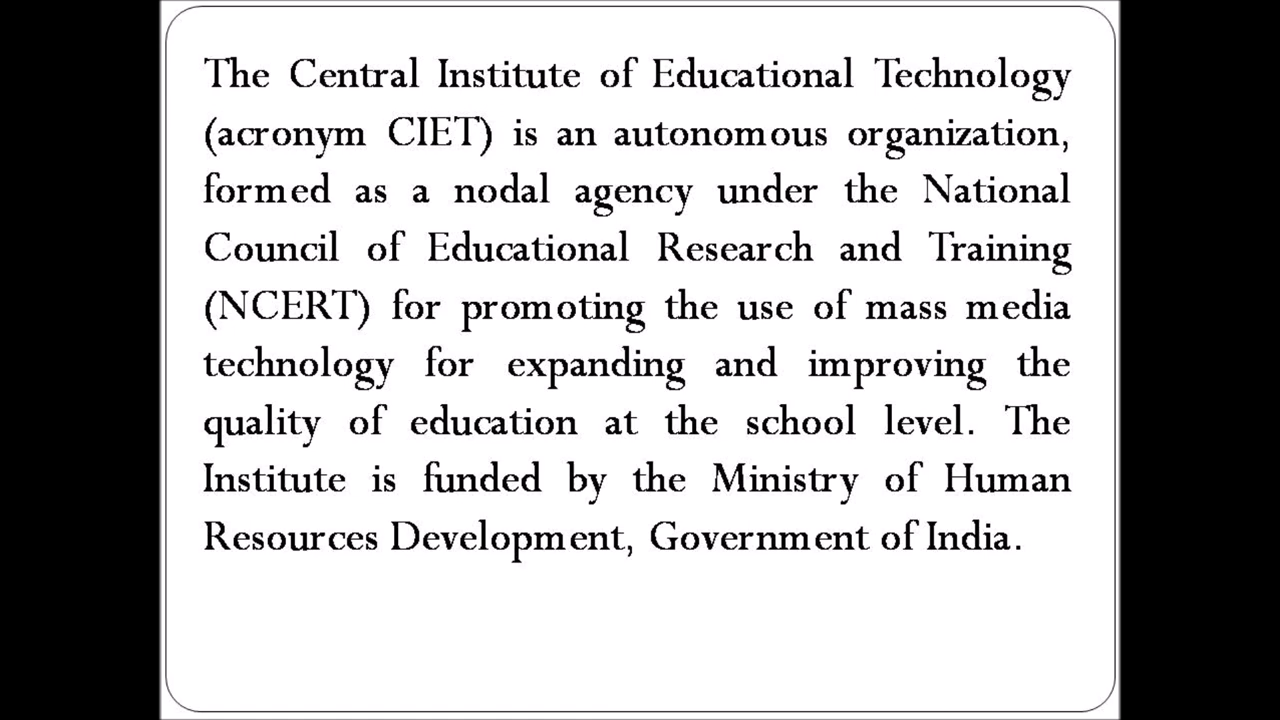 The Central Institute of Educational Technology
(acronym CIET) is an autonomous organization,
formed as a nodal agency under the National
Council of Educational Research and Training
(NCERT) for promoting the use of mass media
technology for expanding and improving the
quality of education at the school level. The
Institute is funded by the Ministry of Human
Resources Development, Government of India.